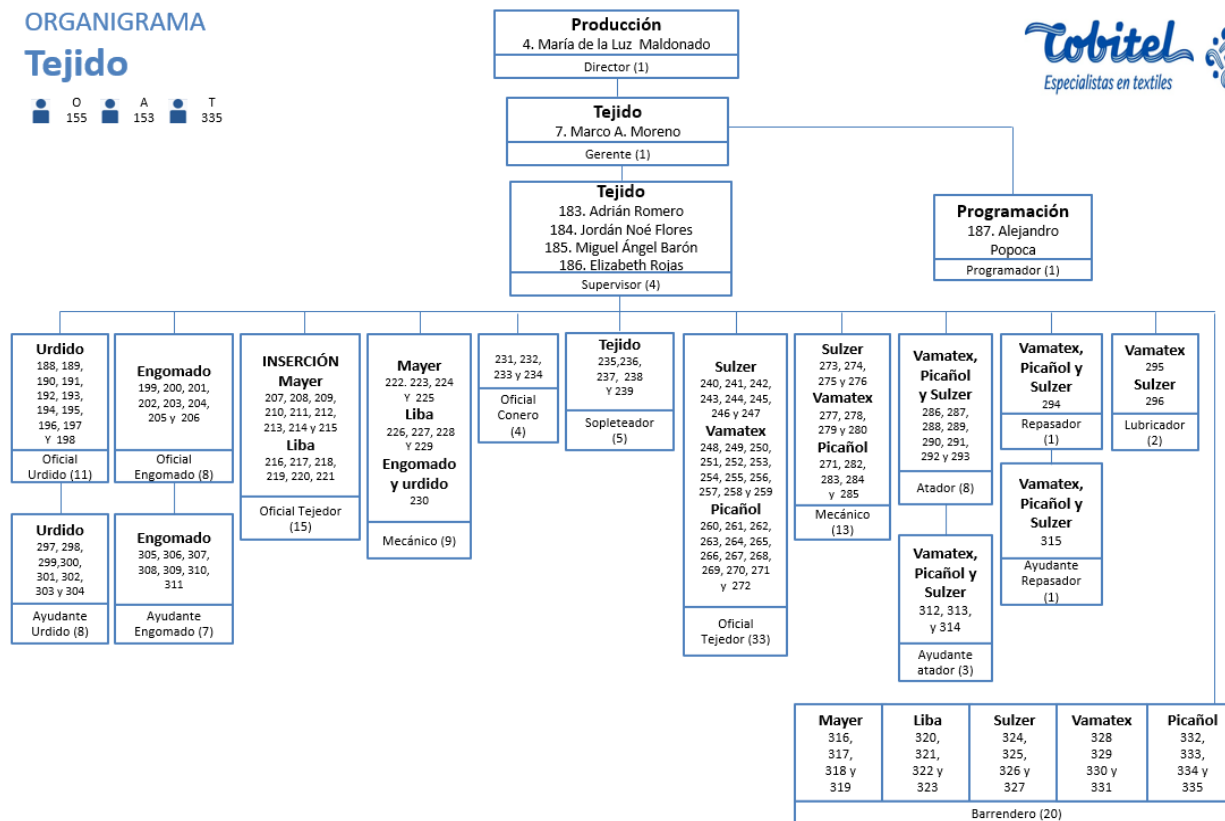 ORGANIGRAMA
Tejido
O
155
A
153
T
335
Tobitel
Especialistas en textiles
Producción
4. María de la Luz Maldonado
Director (1)
Tejido
7. Marco A. Moreno
Gerente (1)
Tejido
183. Adrián Romero
184. Jordán Noé Flores
185. Miguel Ángel Barón
186. Elizabeth Rojas
Supervisor (4)
Programación
187. Alejandro
Popoca
Programador (1)
Urdido
188, 189,
190, 191,
192, 193,
194, 195,
196, 197
Y 198
Oficial
Urdido (11)
Engomado
199, 200, 201,
202, 203, 204,
205 y 206
Oficial
Engomado (8)
INSERCIÓN
Mayer
207, 208, 209,
210, 211, 212,
213, 214 y 215
Liba
216, 217, 218,
219, 220, 221
Oficial Tejedor
(15)
Mayer
222. 223, 224
Y 225
Liba
226, 227, 228
Y 229
Engomado
y urdido
230
Mecánico (9)
231, 232,
233 y 234
Oficial
Conero
(4)
Tejido
235,236,
237, 238
Y 239
Sopleteador
(5)
Sulzer
240, 241, 242,
243, 244, 245,
246 y 247
Vamatex
248, 249, 250,
251, 252, 253,
254, 255, 256,
257, 258 y 259
Picañol
260, 261, 262,
263, 264, 265,
266, 267, 268,
269, 270, 271
y 272
Oficial
Tejedor (33)
Sulzer
273, 274,
275 y 276
Vamatex
277, 278,
279 y 280
Picañol
271, 282,
283, 284
y 285
Mecánico
(13)
Vamatex,
Picañol
y Sulzer
286, 287,
288, 289,
290, 291,
292 y 293
Atador (8)
Vamatex,
Picañol y
Sulzer
294
Repasador
(1)
Vamatex
295
Sulzer
296
Lubricador
(2)
Urdido
297, 298,
299,300,
301, 302,
303 y 304
Ayudante
Urdido (8)
Engomado
305, 306, 307,
308, 309, 310,
311
Ayudante
Engomado (7)
Vamatex,
Picañol y
Sulzer
312, 313,
y 314
Ayudante
atador (3)
Vamatex,
Picañol y
Sulzer
315
Ayudante
Repasador
(1)
Mayer
316,
317,
318 y
319
Liba
320,
321,
322 y
323
Sulzer
324,
325,
326 y
327
Vamatex
328
329
330 y
331
Picañol
332,
333,
334 y
335
Barrendero (20)